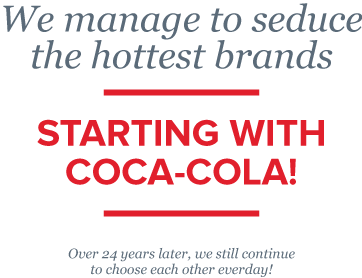 We manage to seduce
the hottest brands
STARTING WITH
COCA-COLA!
Over 24 years later, we still continue
to choose each other everday!